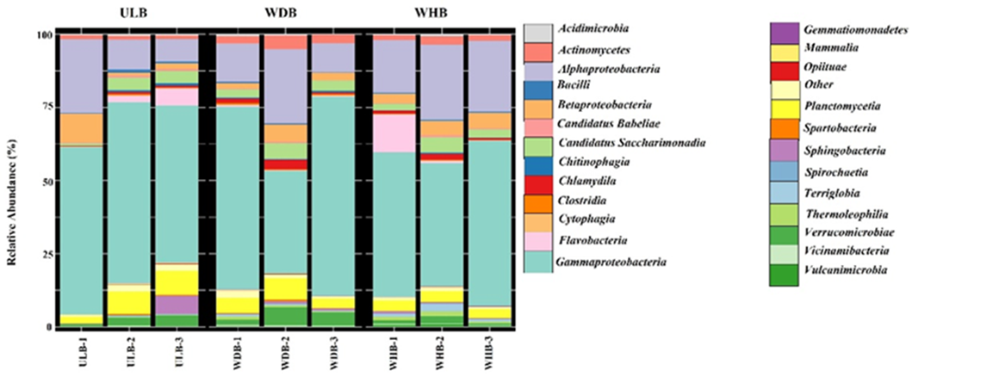 ULB WDB WHB
Relative Abundance (%)
100
75
50
25
0
ULB-1
ULB-2
ULB-3
WDB-1
WDB-2
WDB-3
WHB-1
WHB-2
WHB-3
Acidimicrobia
Actinomycetes
Alphaproteobacteria
Bacilli
Betaproteobacteria
Candidatus Babeliae
Candidatus Saccharimonadia
Chitinophagia
Chlamydila
Clostridia
Cytophagia
Flavobacteria
Gammaproteobacteria
Gemmatiomonadetes
Mammalia
Opiituae
Other
Planctomycetia
Spartobacteria
Sphingobacteria
Spirochaetia
Terriglobia
Thermoleophilia
Verrucomicrobiae
Vicinamibacteria
Vulcanimicrobia